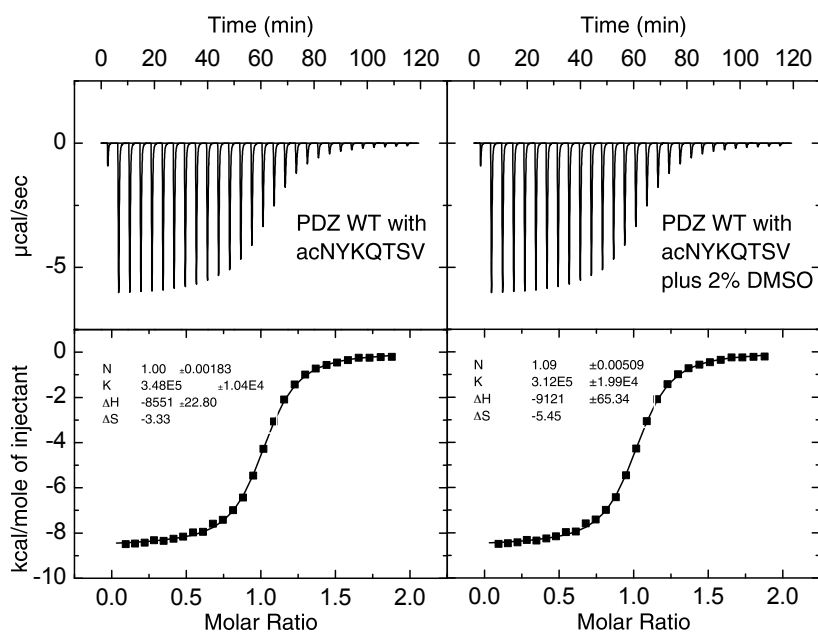 Time (min)
Time (min)
0 20 40 60 80 100 120
0 20 40 60 80 100 120
0
-5
µcal/sec
PDZ WT with
acNYKQTSV
PDZ WT with
acNYKQTSV
plus 2% DMSO
0
-2
-4
-6
-8
-10
kcal/mole of injectant
N 1.00 ±0.00183
K 3.48E5 ±1.04E4
ΔH -8551 ±22.80
ΔS -3.33
N 1.09 ±0.00509
K 3.12E5 ±1.99E4
ΔH -9121 ±65.34
ΔS -5.45
0.0 0.5 1.0 1.5 2.0
0.0 0.5 1.0 1.5 2.0
Molar Ratio
Molar Ratio